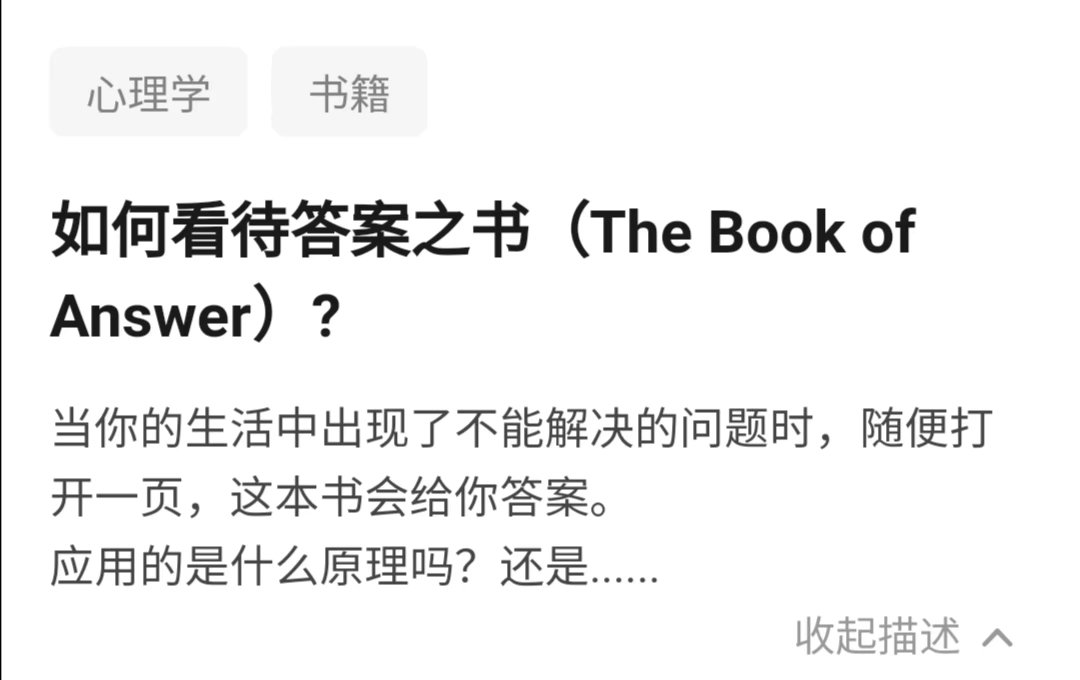 心理学 书籍
如何看待答案之书（The Book of
Answer）?
当你的生活中出现了不能解决的问题时，随便打
开一页，这本书会给你答案。
应用的是什么原理吗？还是......
收起描述